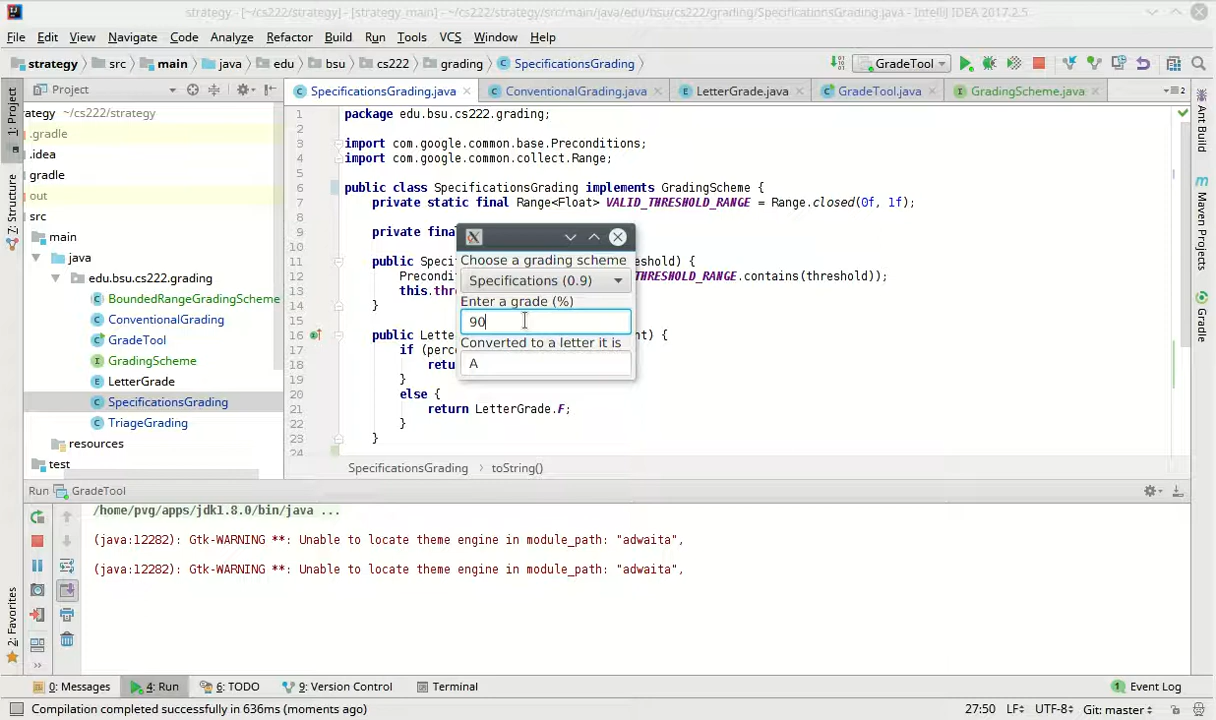 strategy - [~/cs222/strategy] - [strategy_main] - ~/cs222/strategy/src/main/java/edu/bsu/cs222/grading/SpecificationsGrading.java - IntelliJ IDEA 2017.2.5
File Edit View Navigate Code Analyze Refactor Build Run Tools VCS Window Help
strategy src main java edu bsu cs222 grading SpecificationsGrading GradeTool
1: Project
Z: Structure
2: Favorites
Project
trategy ~/cs222/strategy
.gradle
.idea
gradle
out
src
main
java
edu.bsu.cs222.grading
BoundedRangeGradingScheme
ConventionalGrading
GradeTool
GradingScheme
LetterGrade
SpecificationsGrading
TriageGrading
resources
test
SpecificationsGrading.java ConventionalGrading.java LetterGrade.java GradeTool.java GradingScheme.java
1 package edu.bsu.cs222.grading;
2
3 import com.google.common.base.Preconditions;
4 import com.google.common.collect.Range;
5
6 public class SpecificationsGrading implements GradingScheme {
7 private static final Range<Float> VALID_THRESHOLD_RANGE = Range.closed(0f, 1f);
8
9 private fina
10
11 public Spec eshold) {
12 Precond THRESHOLD_RANGE.contains(threshold));
13 this.thr
14 }
15
16 public Lette t) {
17 if (perc
18 retu
19 }
20 else {
21 return LetterGrade.F;
22 }
23 }
24
Choose a grading scheme
Specifications (0.9)
Enter a grade (%)
90
Converted to a letter it is
A
SpecificationsGrading toString()
Ant Build
Maven Projects
Gradle
Run GradeTool
/home/pvg/apps/jdk1.8.0/bin/java ...
(java:12282): Gtk-WARNING **: Unable to locate theme engine in module_path: "adwaita",
(java:12282): Gtk-WARNING **: Unable to locate theme engine in module_path: "adwaita",
0: Messages 4: Run 6: TODO 9: Version Control Terminal 1 Event Log
Compilation completed successfully in 636ms (moments ago) 27:50 LF UTF-8 Git: master